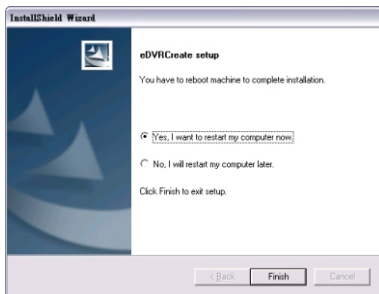 InstallShield Wizard
eDVRCreate setup
You have to reboot machine to complete installation.
Yes, I want to restart my computer now.
No, I will restart my computer later.
Click Finish to exit setup.
< Back Finish Cancel